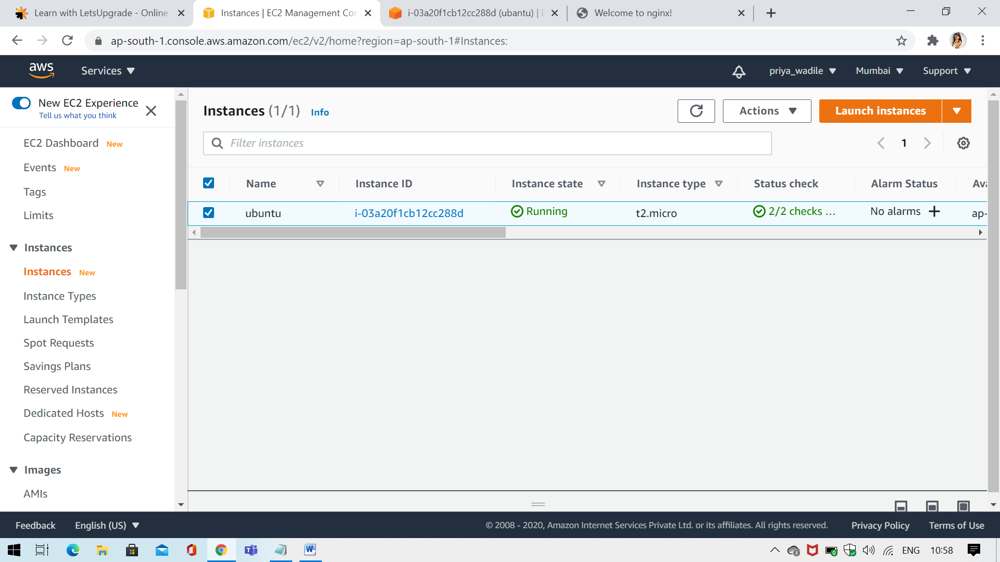 Learn with LetsUpgrade - Online
Instances | EC2 Management Cor
i-03a20f1cb12cc288d (ubantu) | E
Welcome to nginx!
ap-south-1.console.aws.amazon.com/ec2/v2/home?region=ap-south-1#Instances:
aws
Services
priya_wadile
Mumbai
Support
New EC2 Experience
Tell us what you think
EC2 Dashboard New
Events New
Tags
Limits
Instances
Instances New
Instance Types
Launch Templates
Spot Requests
Savings Plans
Reserved Instances
Dedicated Hosts New
Capacity Reservations
Images
AMIs
Instances (1/1) Info
Actions
Launch instances
Filter instances
1
Name Instance ID Instance state Instance type Status check Alarm Status Ava
ubuntu i-03a20f1cb12cc288d Running t2.micro 2/2 checks ... No alarms + ap-
Feedback English (US) © 2008 - 2020, Amazon Internet Services Private Ltd. or its affiliates. All rights reserved. Privacy Policy Terms of Use
ENG 10:58